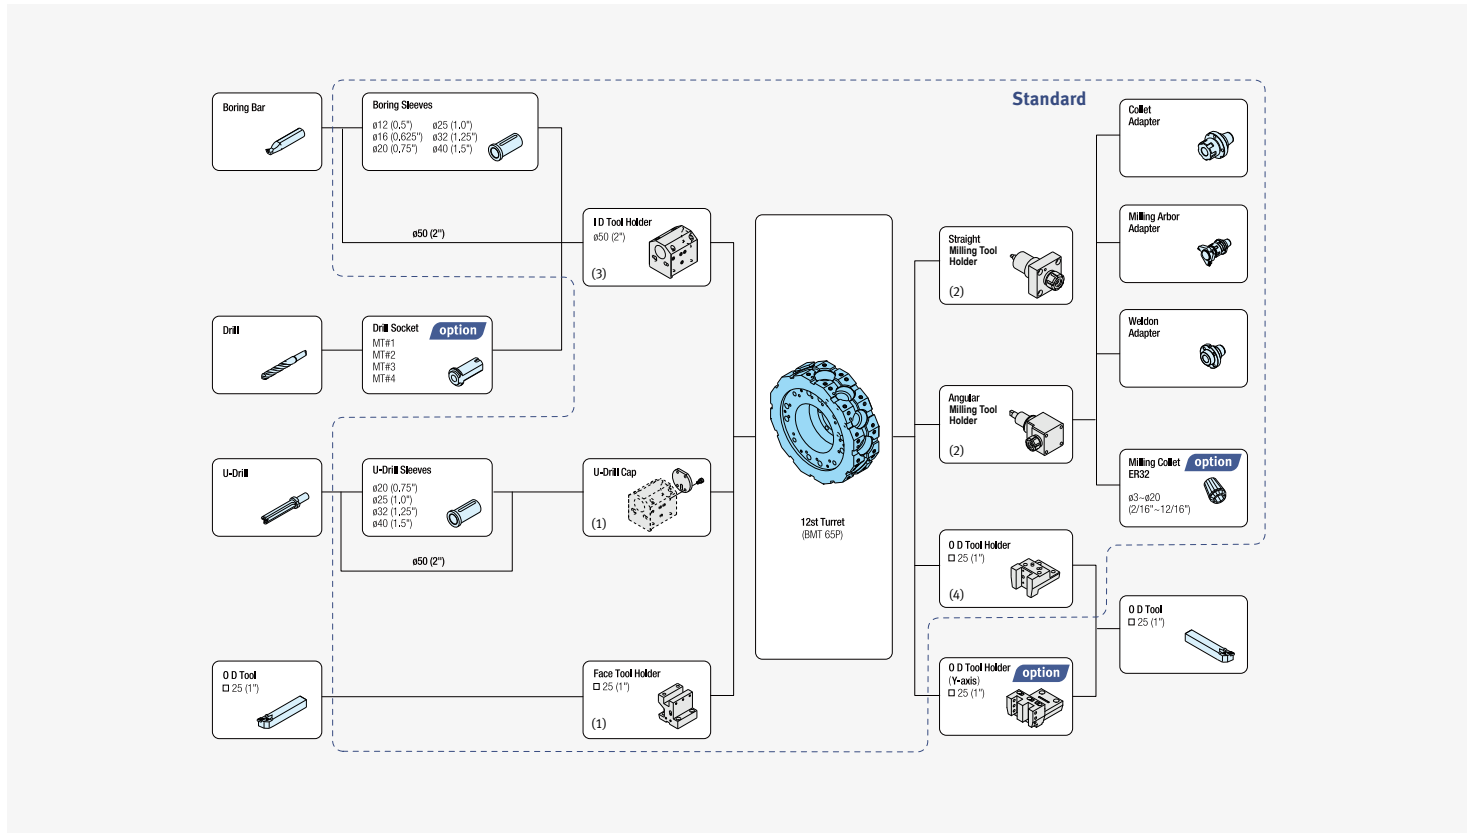 Standard
Boring Bar
Boring Sleeves
ø12 (0.5") ø25 (1.0")
ø16 (0.625") ø32 (1.25")
ø20 (0.75") ø40 (1.5")
ø50 (2")
I D Tool Holder
ø50 (2")
(3)
Drill
Drill Socket
option
MT#1
MT#2
MT#3
MT#4
U-Drill
U-Drill Sleeves
ø20 (0.75")
ø25 (1.0")
ø32 (1.25")
ø40 (1.5")
ø50 (2")
U-Drill Cap
(1)
O D Tool
□ 25 (1")
Face Tool Holder
□ 25 (1")
(1)
12st Turret
(BMT 65P)
Straight
Milling Tool
Holder
(2)
Angular
Milling Tool
Holder
(2)
O D Tool Holder
□ 25 (1")
(4)
O D Tool Holder
(Y-axis)
option
□ 25 (1")
Collet
Adapter
Milling Arbor
Adapter
Weldon
Adapter
Milling Collet
option
ER32
ø3~ø20
(2/16"~12/16")
O D Tool
□ 25 (1")